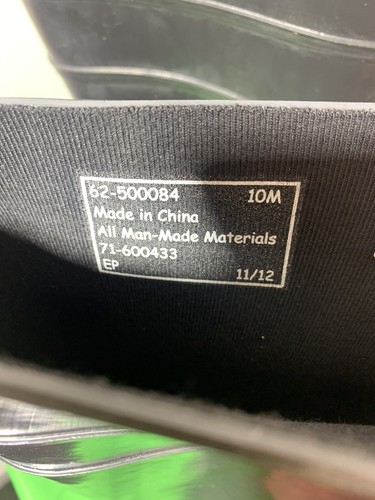 62-500084 10M
Made in China
All Man-Made Materials
71-600433
EP 11/12